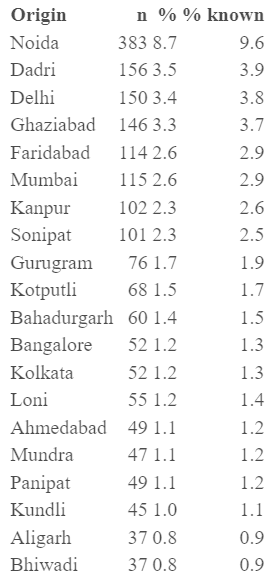 Origin n % % known
Noida 383 8.7 9.6
Dadri 156 3.5 3.9
Delhi 150 3.4 3.8
Ghaziabad 146 3.3 3.7
Faridabad 114 2.6 2.9
Mumbai 115 2.6 2.9
Kanpur 102 2.3 2.6
Sonipat 101 2.3 2.5
Gurugram 76 1.7 1.9
Kotputli 68 1.5 1.7
Bahadurgarh 60 1.4 1.5
Bangalore 52 1.2 1.3
Kolkata 52 1.2 1.3
Loni 55 1.2 1.4
Ahmedabad 49 1.1 1.2
Mundra 47 1.1 1.2
Panipat 49 1.1 1.2
Kundli 45 1.0 1.1
Aligarh 37 0.8 0.9
Bhiwadi 37 0.8 0.9